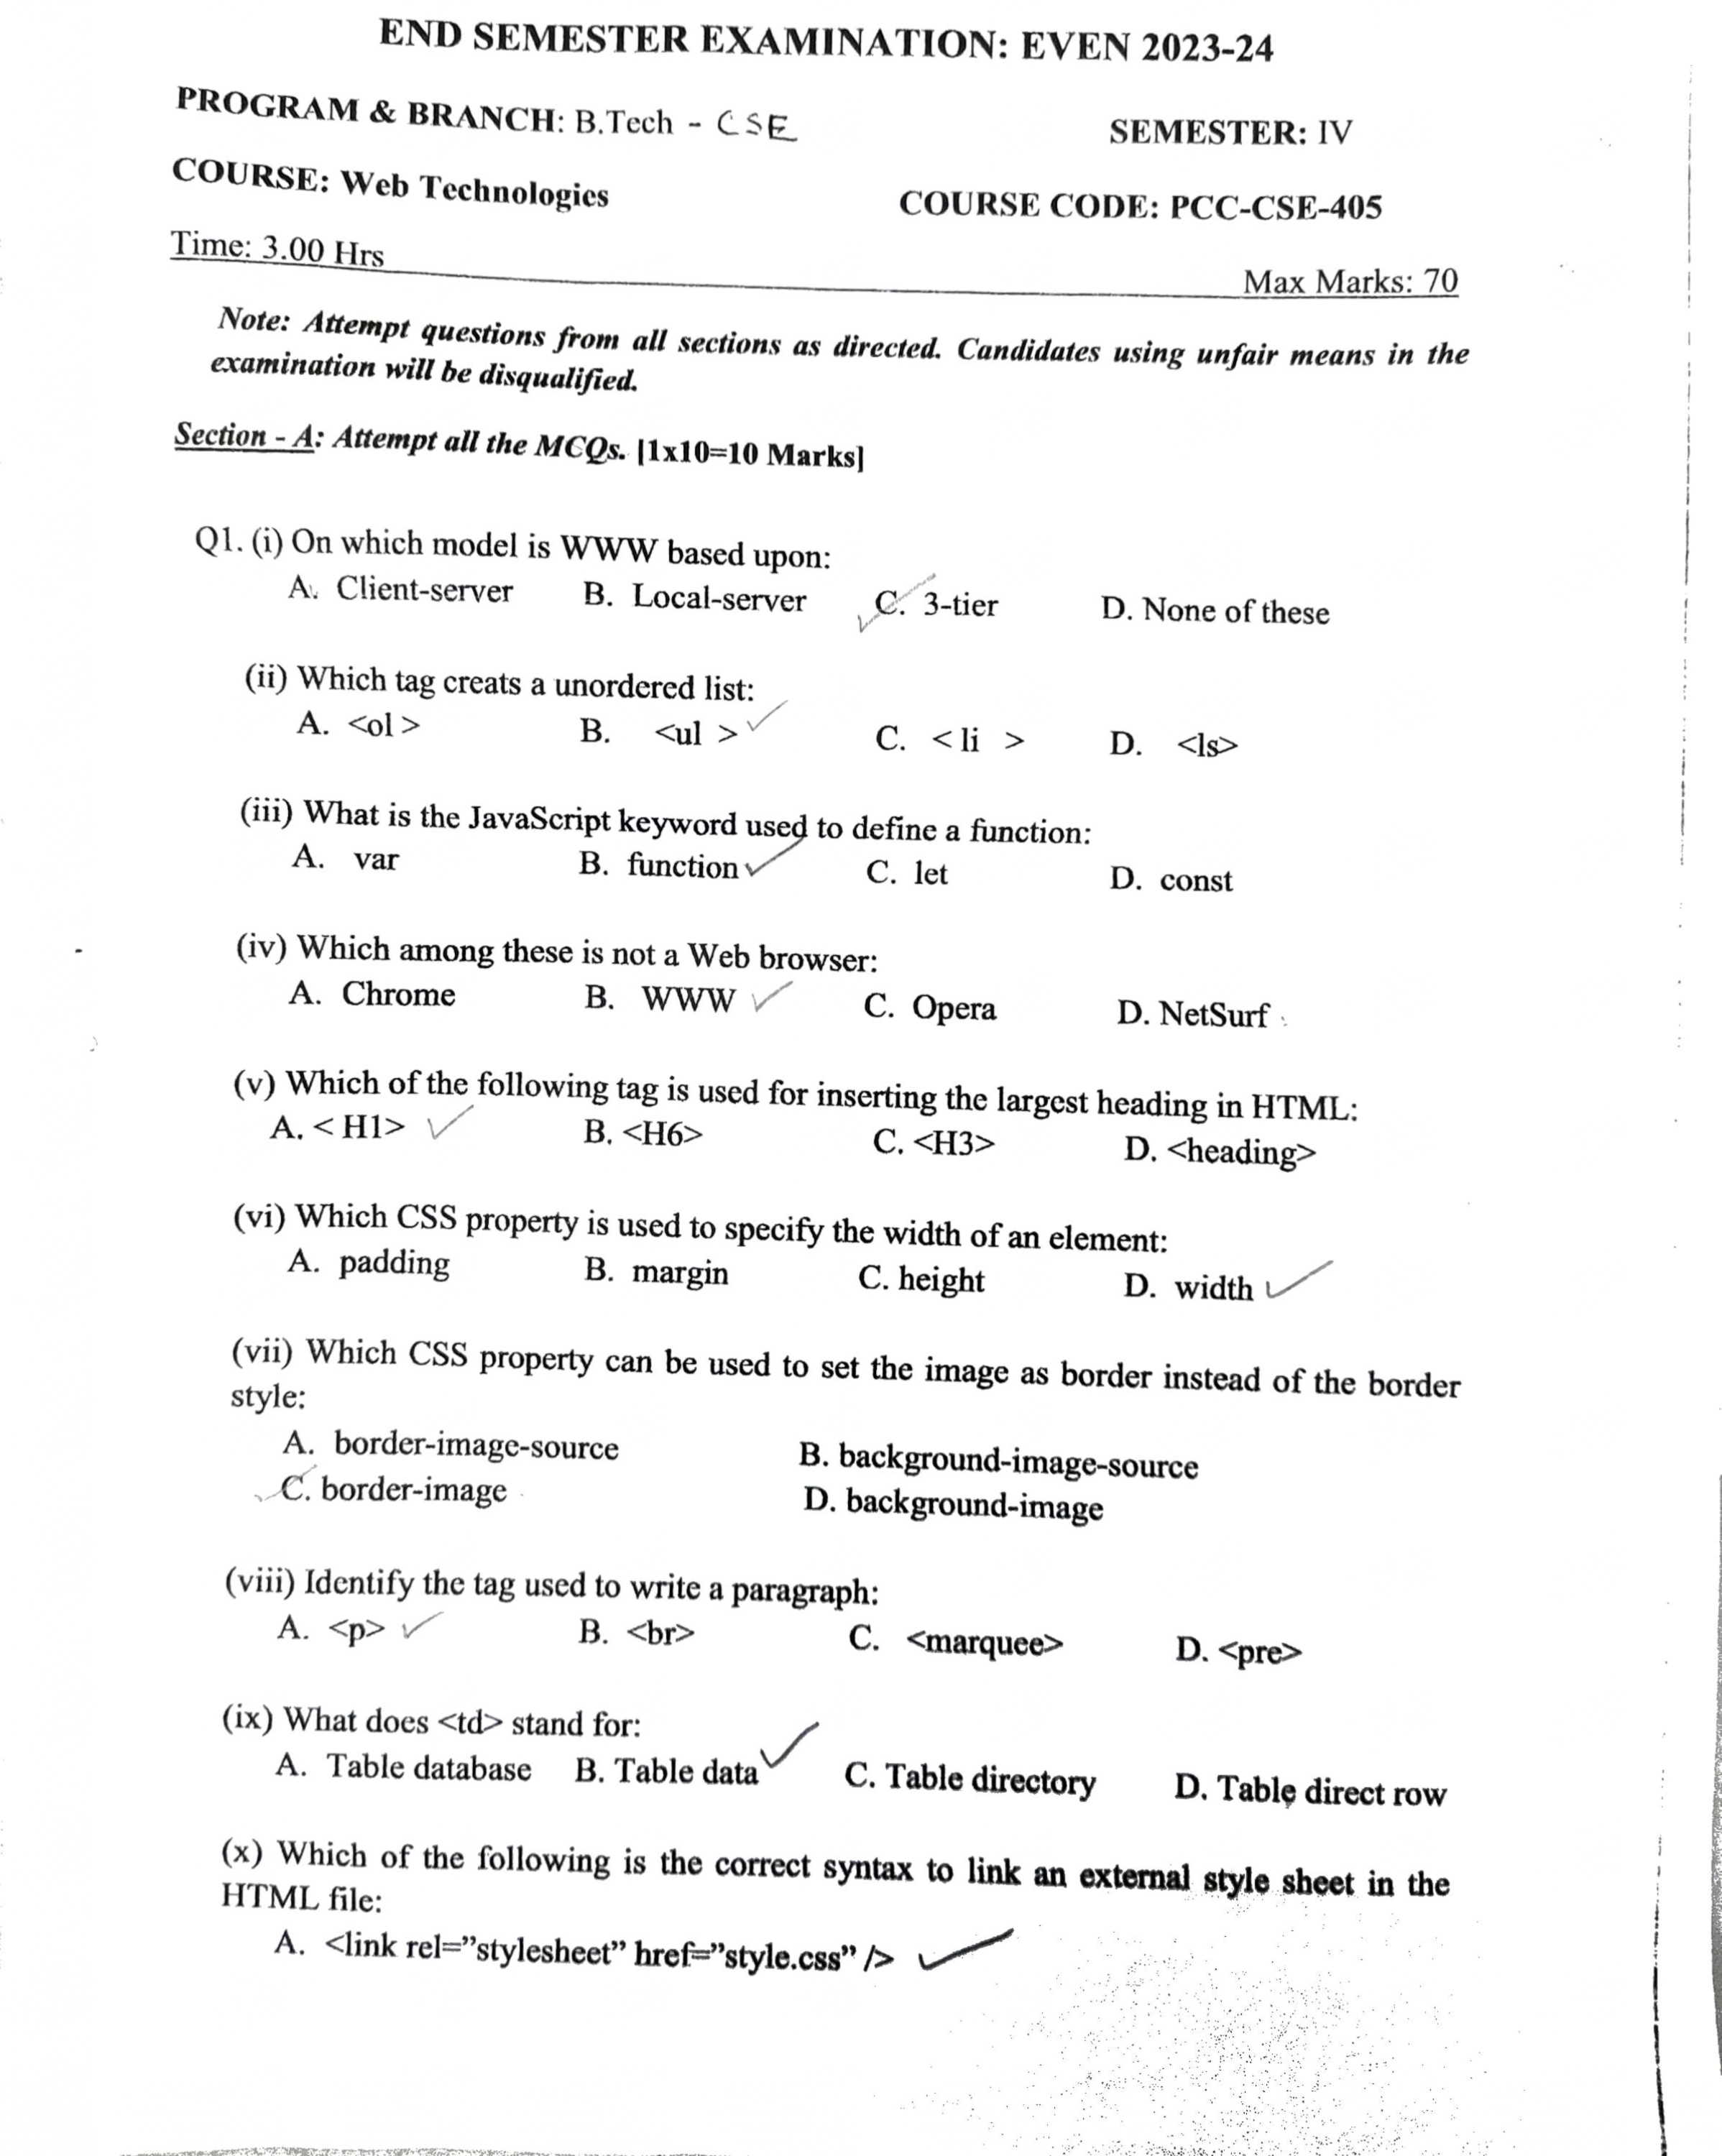 END SEMESTER EXAMINATION: EVEN 2023-24
PROGRAM & BRANCH: B.Tech - CSE SEMESTER: IV
COURSE: Web Technologies COURSE CODE: PCC-CSE-405
Time: 3.00 Hrs Max Marks: 70
Note: Attempt questions from all sections as directed. Candidates using unfair means in the
examination will be disqualified.
Section - A: Attempt all the MCQs. [1x10=10 Marks]
Q1. (i) On which model is WWW based upon:
A. Client-server B. Local-server C. 3-tier D. None of these
(ii) Which tag creats a unordered list:
A. <ol > B. <ul > C. < li > D. <ls>
(iii) What is the JavaScript keyword used to define a function:
A. var B. function C. let D. const
(iv) Which among these is not a Web browser:
A. Chrome B. WWW C. Opera D. NetSurf
(v) Which of the following tag is used for inserting the largest heading in HTML:
A. < H1> B. <H6> C. <H3> D. <heading>
(vi) Which CSS property is used to specify the width of an element:
A. padding B. margin C. height D. width
(vii) Which CSS property can be used to set the image as border instead of the border
style:
A. border-image-source B. background-image-source
C. border-image D. background-image
(viii) Identify the tag used to write a paragraph:
A. <p> B. <br> C. <marquee> D. <pre>
(ix) What does <td> stand for:
A. Table database B. Table data C. Table directory D. Table direct row
(x) Which of the following is the correct syntax to link an external style sheet in the
HTML file:
A. <link rel=”stylesheet” href=”style.css” />